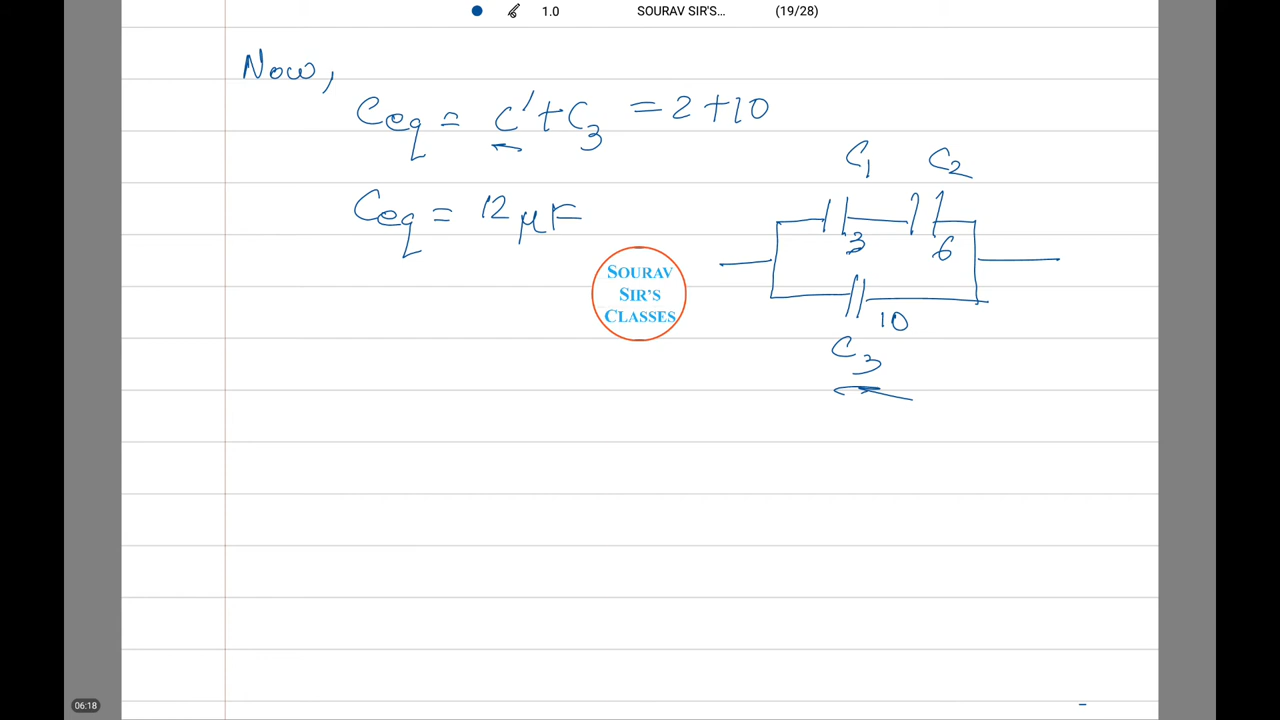 1.0 SOURAV SIR'S... (19/28)
Now,
Ceq = C' + C3 = 2 + 10
Ceq = 12 μF
C1 C2
3 6
SOURAV
SIR'S
CLASSES
10
C3
06:18